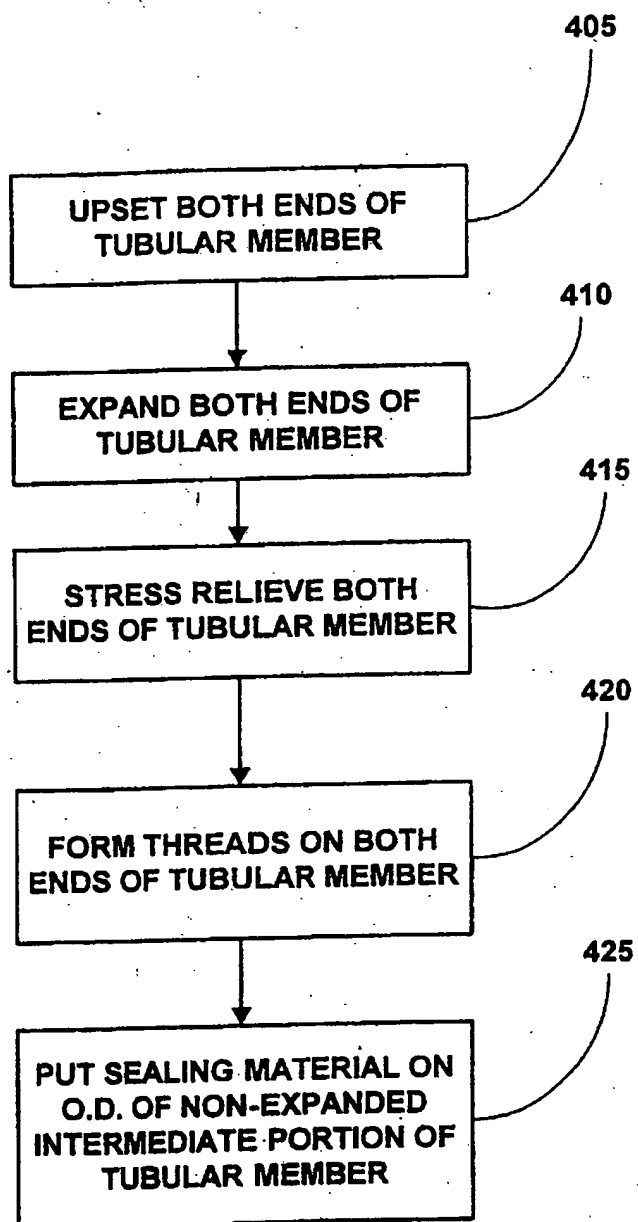 405
UPSET BOTH ENDS OF
TUBULAR MEMBER
410
EXPAND BOTH ENDS OF
TUBULAR MEMBER
415
STRESS RELIEVE BOTH
ENDS OF TUBULAR MEMBER
420
FORM THREADS ON BOTH
ENDS OF TUBULAR MEMBER
425
PUT SEALING MATERIAL ON
O.D. OF NON-EXPANDED
INTERMEDIATE PORTION OF
TUBULAR MEMBER